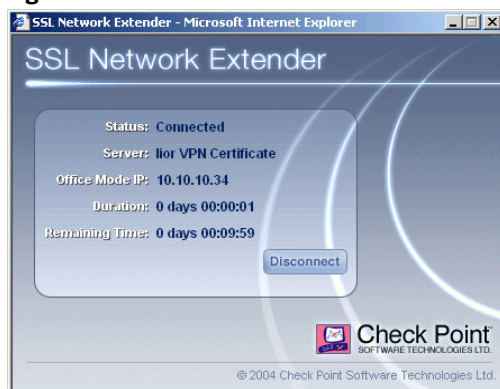 SSL Network Extender - Microsoft Internet Explorer
SSL Network Extender
Status: Connected
Server: lior VPN Certificate
Office Mode IP: 10.10.10.34
Duration: 0 days 00:00:01
Remaining Time: 0 days 00:09:59
Disconnect
Check Point
SOFTWARE TECHNOLOGIES LTD.
© 2004 Check Point Software Technologies Ltd.